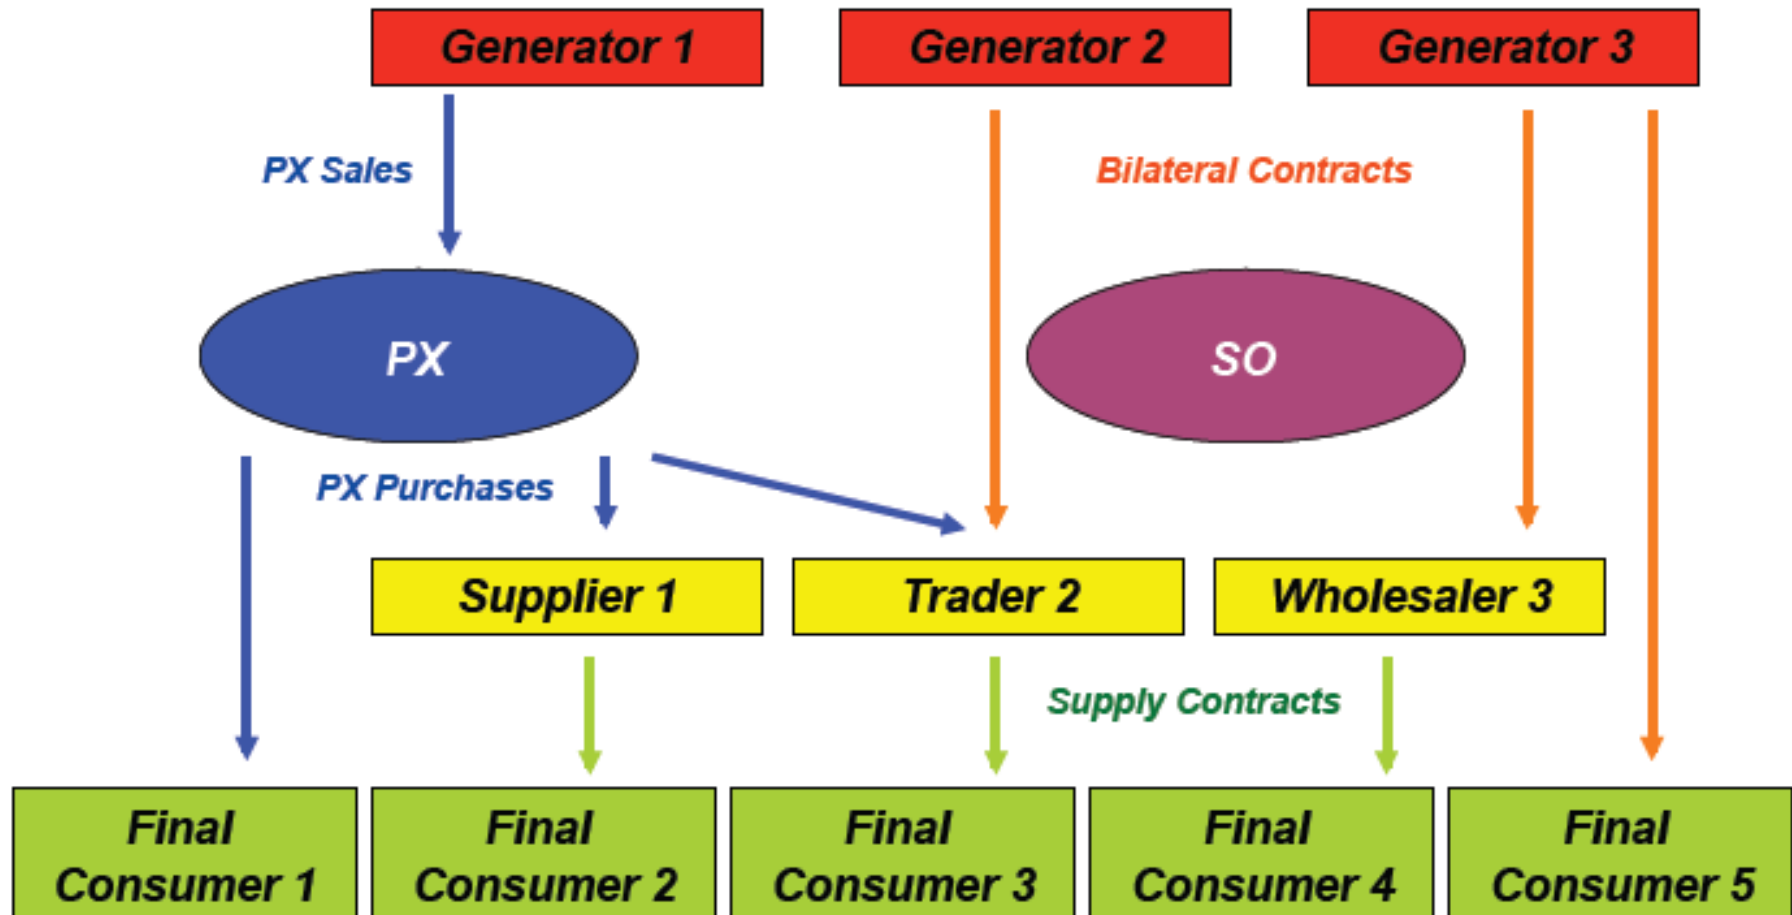 Generator 1
Generator 2
Generator 3
PX Sales
Bilateral Contracts
PX
SO
PX Purchases
Supplier 1
Trader 2
Wholesaler 3
Supply Contracts
Final
Consumer 1
Final
Consumer 2
Final
Consumer 3
Final
Consumer 4
Final
Consumer 5